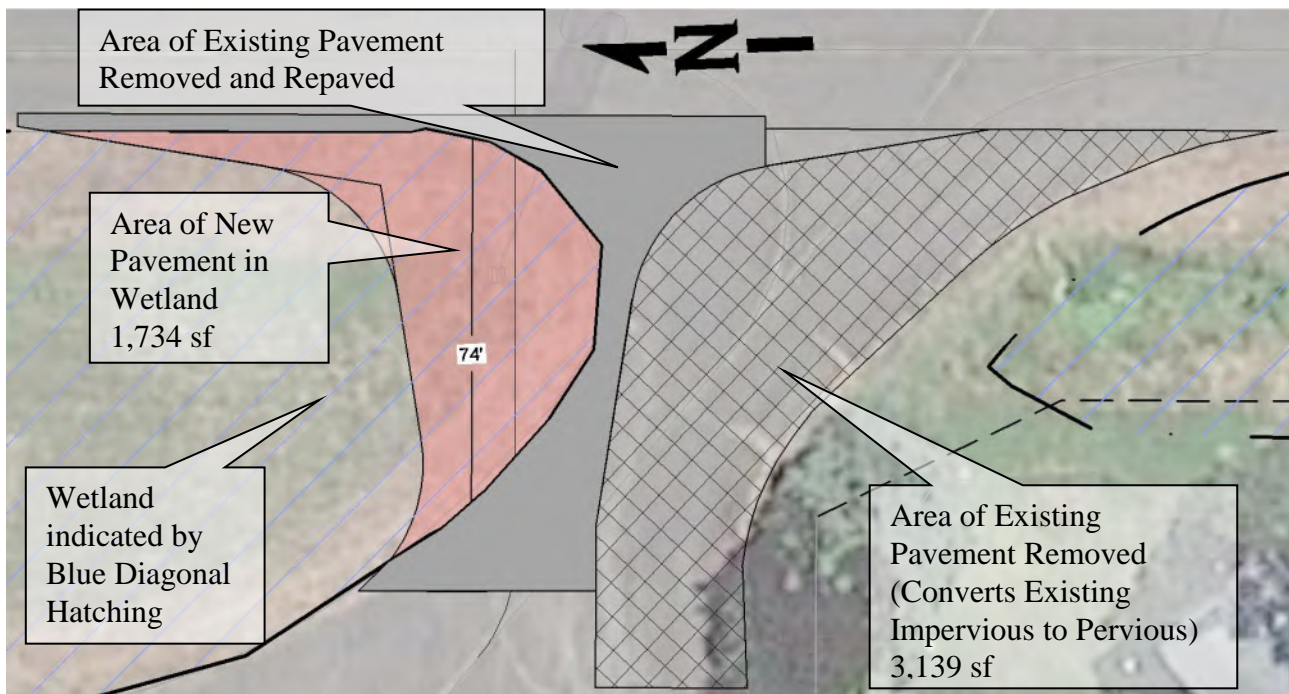 Area of Existing Pavement
Removed and Repaved
N
Area of New
Pavement in
Wetland
1,734 sf
74'
Wetland
indicated by
Blue Diagonal
Hatching
Area of Existing
Pavement Removed
(Converts Existing
Impervious to Pervious)
3,139 sf